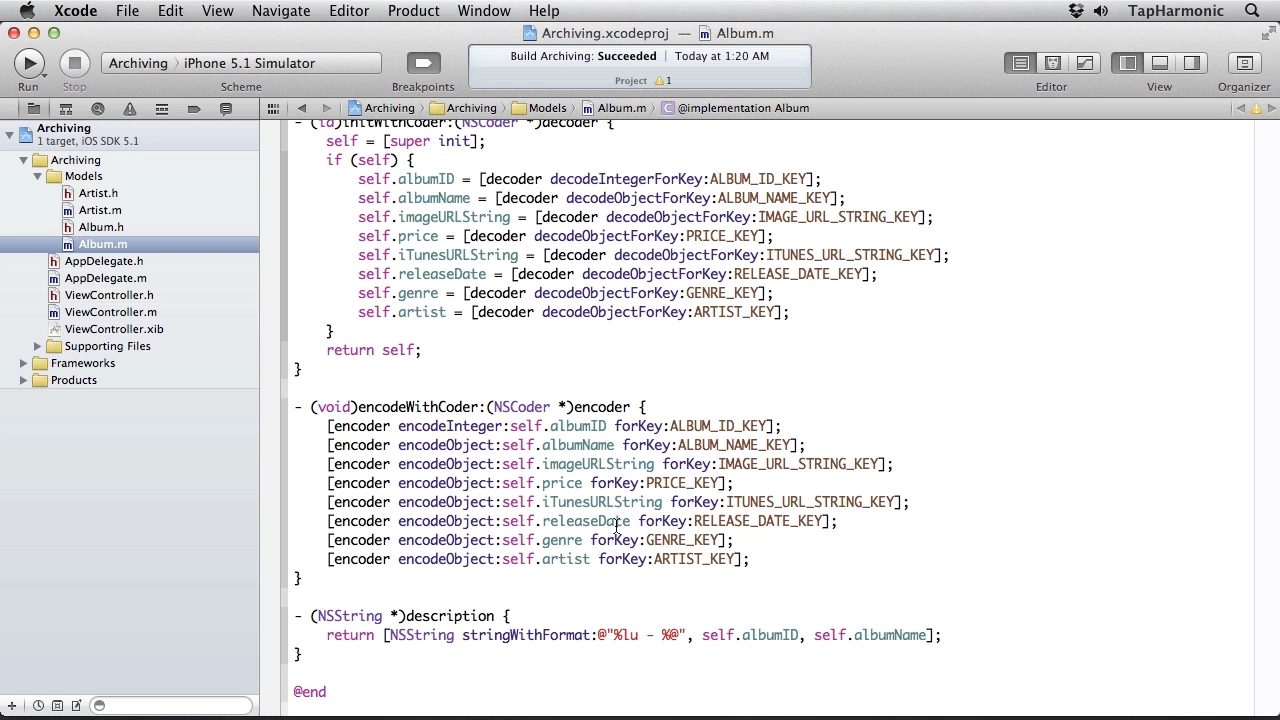 Xcode File Edit View Navigate Editor Product Window Help TapHarmonic
Archiving.xcodeproj — Album.m
Run Stop
Archiving › iPhone 5.1 Simulator
Scheme
Breakpoints
Build Archiving: Succeeded | Today at 1:20 AM
Project 1
Editor View Organizer
Archiving Archiving Models Album.m C @implementation Album
Archiving
1 target, iOS SDK 5.1
Archiving
Models
h Artist.h
m Artist.m
h Album.h
m Album.m
h AppDelegate.h
m AppDelegate.m
h ViewController.h
m ViewController.m
ViewController.xib
Supporting Files
Frameworks
Products
- (id)initWithCoder:(NSCoder *)decoder {
self = [super init];
if (self) {
self.albumID = [decoder decodeIntegerForKey:ALBUM_ID_KEY];
self.albumName = [decoder decodeObjectForKey:ALBUM_NAME_KEY];
self.imageURLString = [decoder decodeObjectForKey:IMAGE_URL_STRING_KEY];
self.price = [decoder decodeObjectForKey:PRICE_KEY];
self.iTunesURLString = [decoder decodeObjectForKey:ITUNES_URL_STRING_KEY];
self.releaseDate = [decoder decodeObjectForKey:RELEASE_DATE_KEY];
self.genre = [decoder decodeObjectForKey:GENRE_KEY];
self.artist = [decoder decodeObjectForKey:ARTIST_KEY];
}
return self;
}
- (void)encodeWithCoder:(NSCoder *)encoder {
[encoder encodeInteger:self.albumID forKey:ALBUM_ID_KEY];
[encoder encodeObject:self.albumName forKey:ALBUM_NAME_KEY];
[encoder encodeObject:self.imageURLString forKey:IMAGE_URL_STRING_KEY];
[encoder encodeObject:self.price forKey:PRICE_KEY];
[encoder encodeObject:self.iTunesURLString forKey:ITUNES_URL_STRING_KEY];
[encoder encodeObject:self.releaseDate forKey:RELEASE_DATE_KEY];
[encoder encodeObject:self.genre forKey:GENRE_KEY];
[encoder encodeObject:self.artist forKey:ARTIST_KEY];
}
- (NSString *)description {
return [NSString stringWithFormat:@"%lu - %@", self.albumID, self.albumName];
}
@end